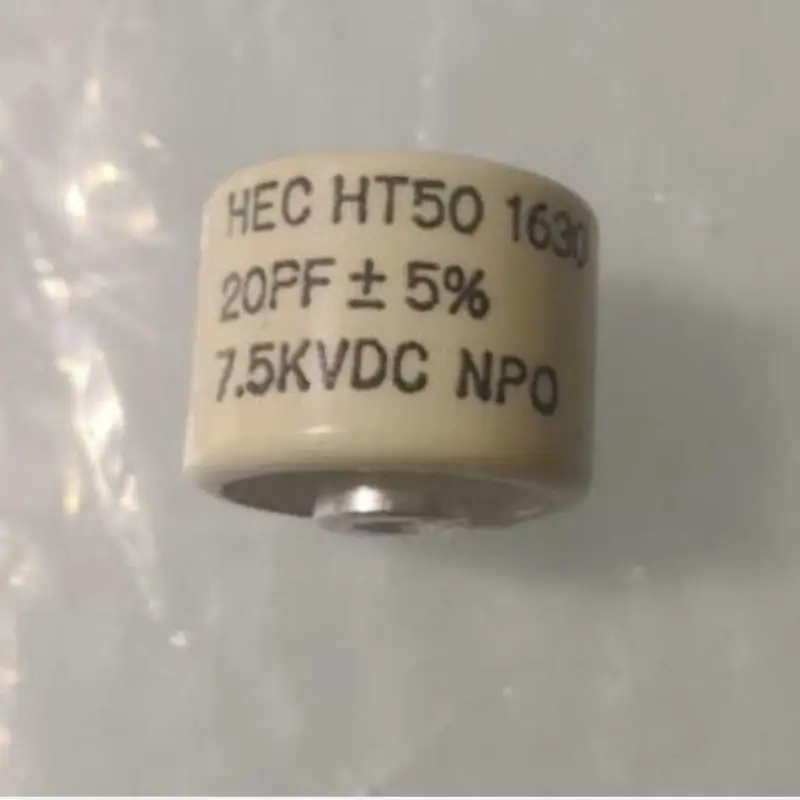 HEC HT50 1630
20PF ± 5%
7.5KVDC NPO